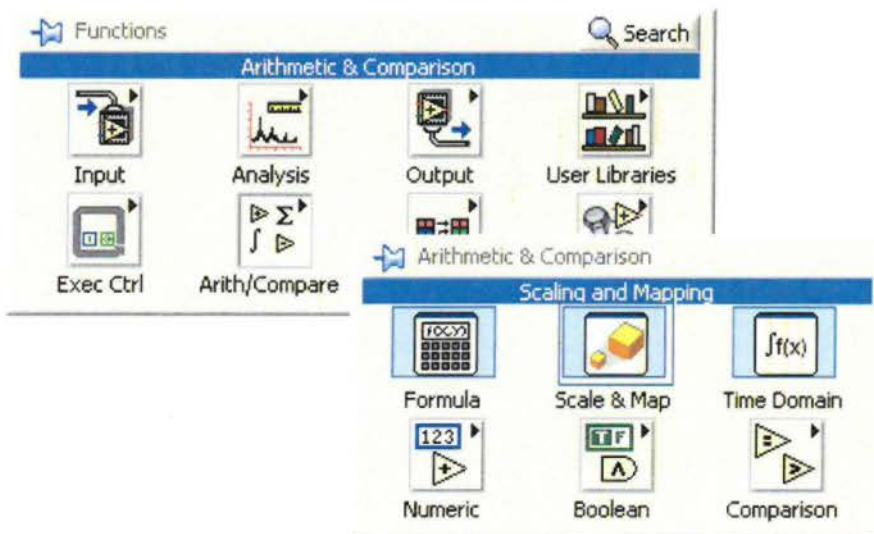 Functions
Search
Arithmetic & Comparison
Input
Analysis
Output
User Libraries
Exec Ctrl
Arith/Compare
Arithmetic & Comparison
Scaling and Mapping
f(x,y)
∫f(x)
Formula
Scale & Map
Time Domain
123
T F
Numeric
Boolean
Comparison